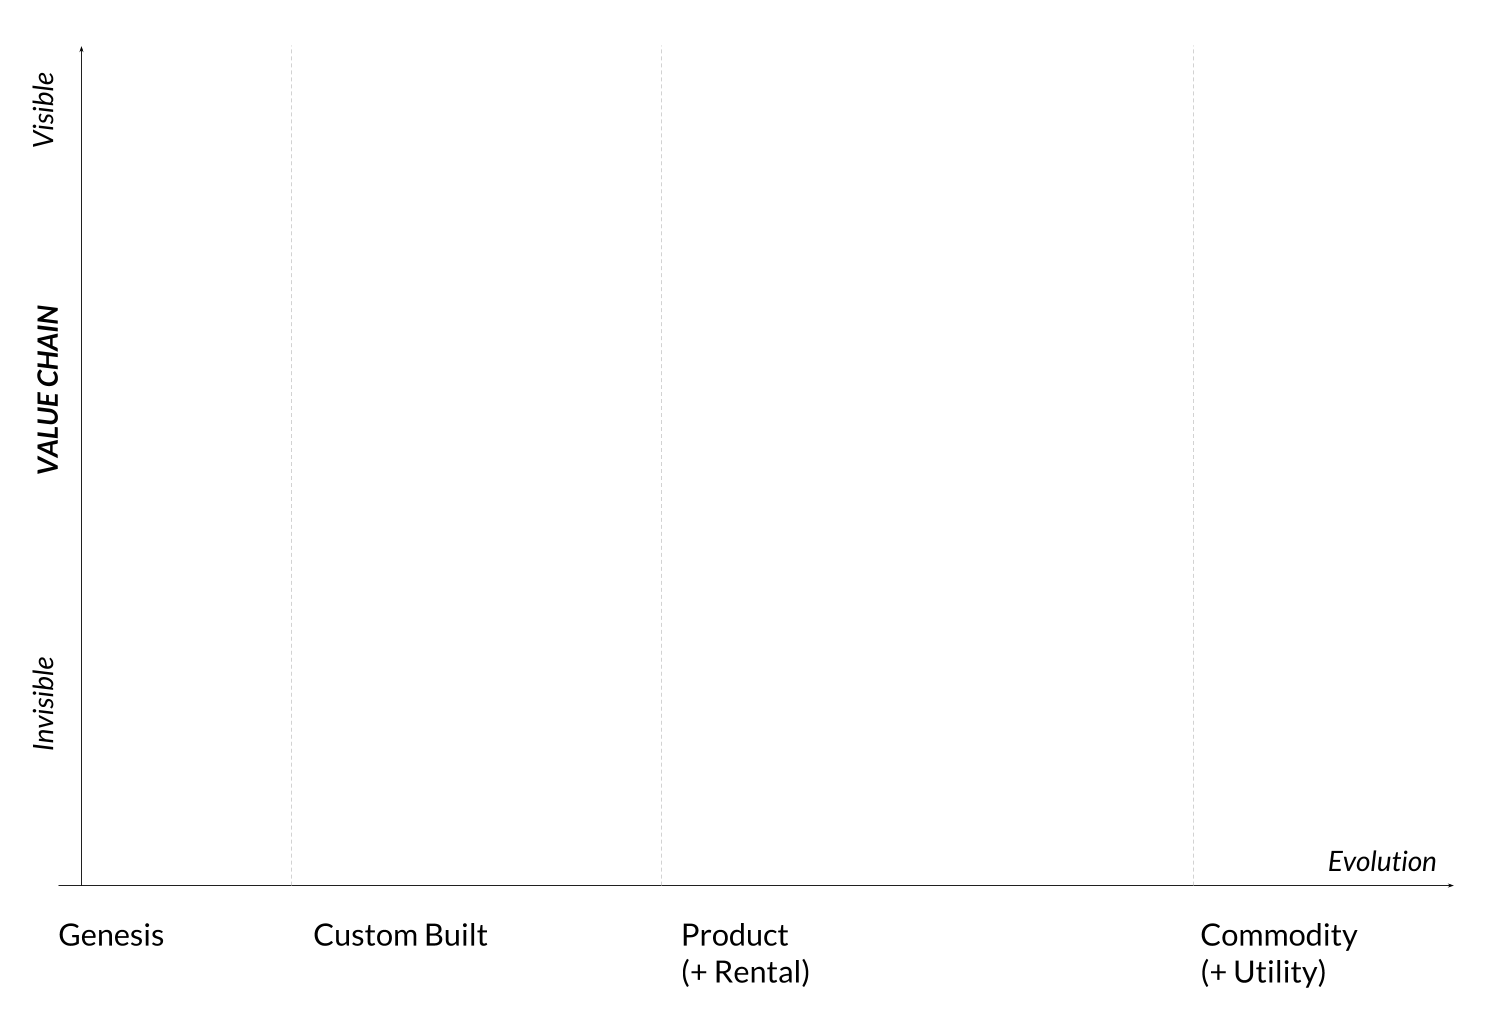 Visible
VALUE CHAIN
Invisible
Evolution
Genesis
Custom Built
Product
(+ Rental)
Commodity
(+ Utility)